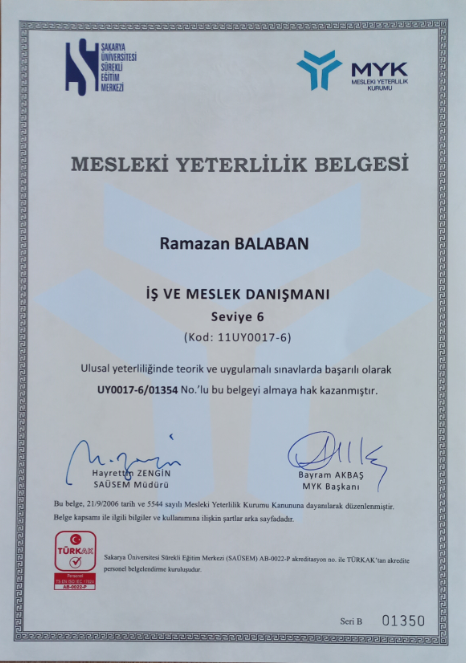 SAKARYA
ÜNİVERSİTESİ
SÜREKLİ
EĞİTİM
MERKEZİ
MYK
MESLEKİ YETERLİLİK
KURUMU
MESLEKİ YETERLİLİK BELGESİ
Ramazan BALABAN
İŞ VE MESLEK DANIŞMANI
Seviye 6
(Kod: 11UY0017-6)
Ulusal yeterliliğinde teorik ve uygulamalı sınavlarda başarılı olarak
UY0017-6/01354 No.'lu bu belgeyi almaya hak kazanmıştır.
Hayrettin ZENGİN
SAÜSEM Müdürü
Bayram AKBAŞ
MYK Başkanı
Bu belge, 21/9/2006 tarih ve 5544 sayılı Mesleki Yeterlilik Kurumu Kanununa dayanılarak düzenlenmiştir.
Belge kapsamı ile ilgili bilgiler ve kullanımına ilişkin şartlar arka sayfadadır.
TÜRKAK
Personel
AB-0022-P
Sakarya Üniversitesi Sürekli Eğitim Merkezi (SAÜSEM) AB-0022-P akreditasyon no. ile TÜRKAK'tan akredite
personel belgelendirme kuruluşudur.
Seri B 01350